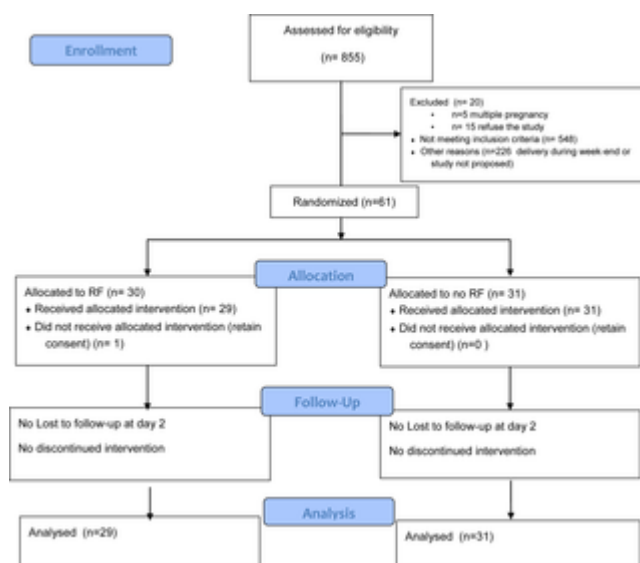 Assessed for eligibility
(n= 855)
Enrollment
Excluded (n= 20)
• n=5 multiple pregnancy
• n= 15 refuse the study
• Not meeting inclusion criteria (n= 548)
• Other reasons (n=226 delivery during week end or
study not proposed)
Randomized (n=61)
Allocation
Allocated to RF (n= 30)
+ Received allocated intervention (n= 29)
+ Did not receive allocated intervention (retain
consent) (n= 1)
Allocated to no RF (n= 31)
+ Received allocated intervention (n= 31)
+ Did not receive allocated intervention (retain
consent) (n=0 )
Follow-Up
No Lost to follow-up at day 2
No discontinued intervention
No Lost to follow-up at day 2
No discontinued intervention
Analysis
Analysed (n=29)
Analysed (n=31)